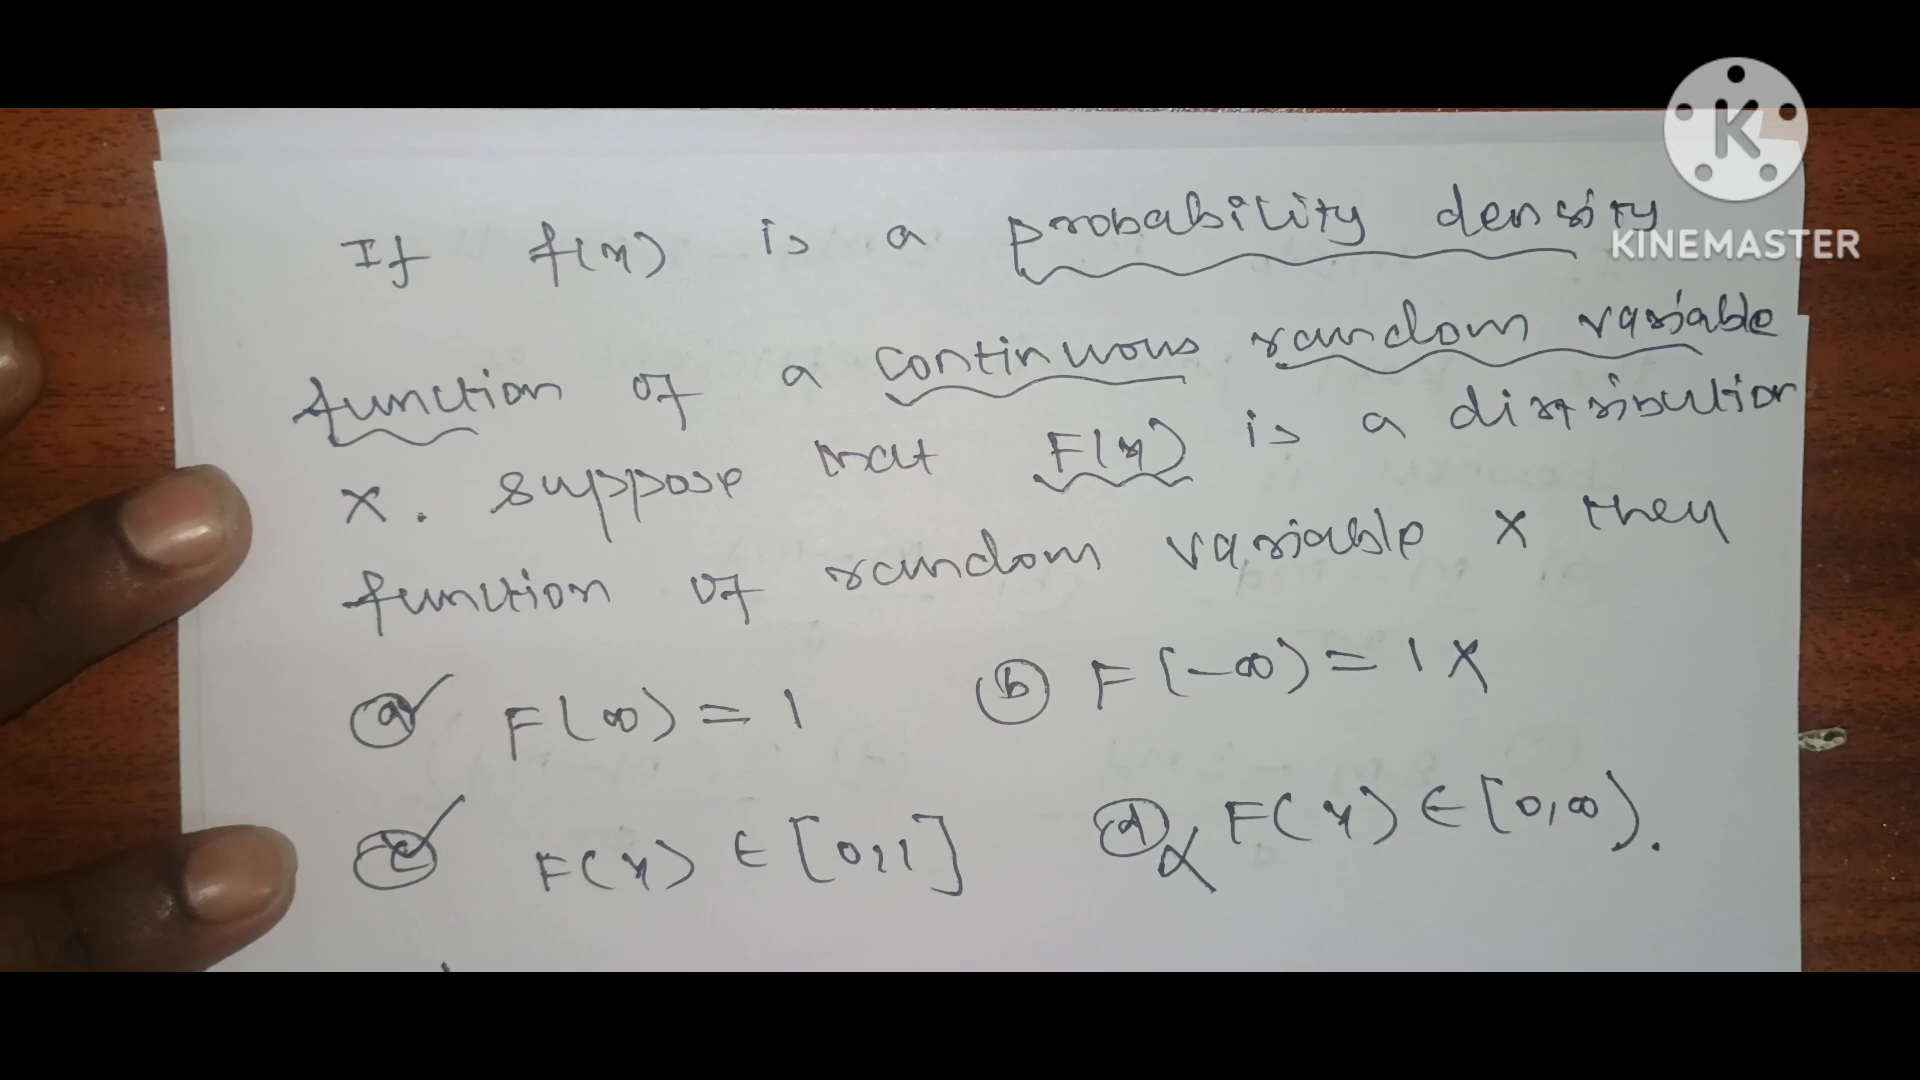 If f(x) is a probability density
function of a continuous random variable
X. suppose that F(x) is a distribution
function of random variable X then
ⓐ✓ F(∞) = 1 ⓑ F(-∞) = 1 X
ⓒ✓ F(x) ∈ [0,1] ⓓX F(x) ∈ [0,∞).
K
KINEMASTER